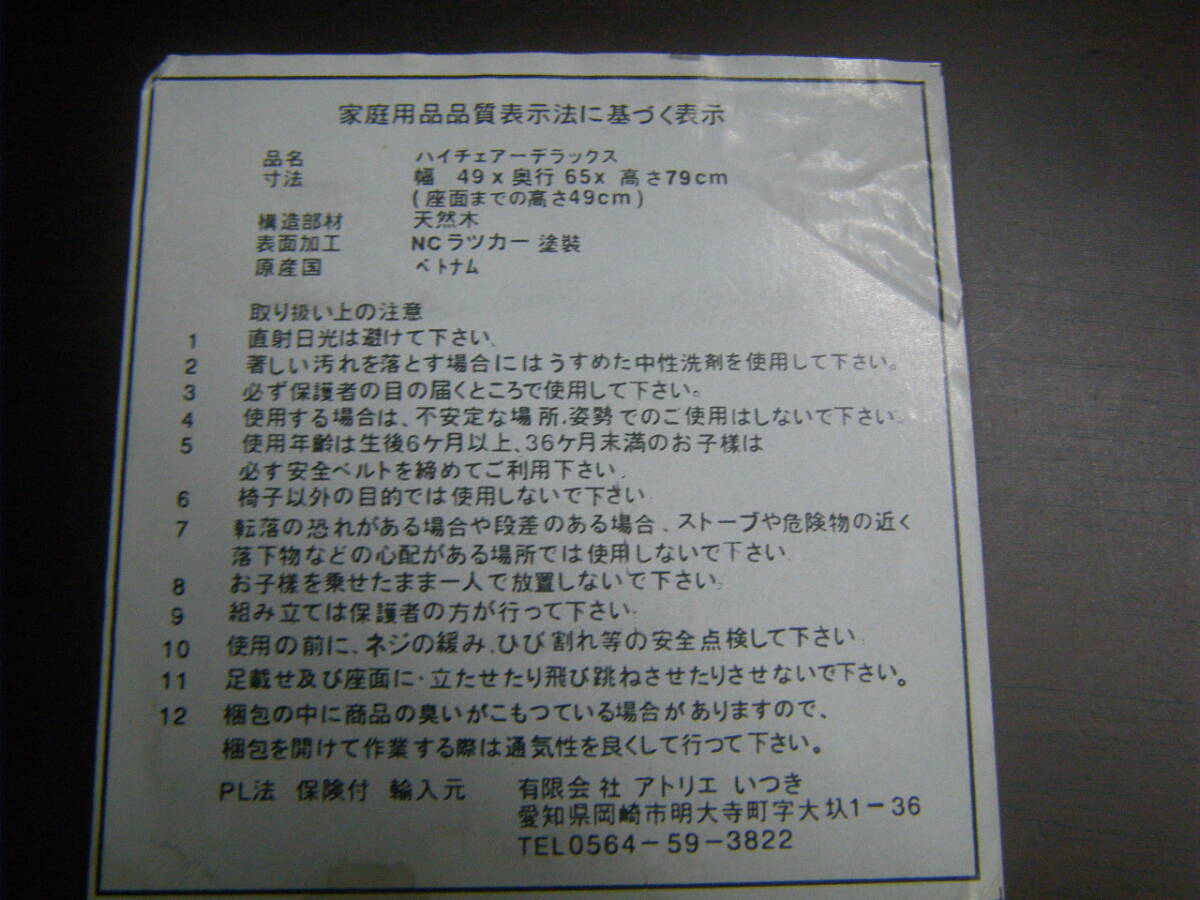 家庭用品品質表示法に基づく表示
品名 ハイチェアーデラックス
寸法 幅 49 x 奥行 65x 高さ79cm
(座面までの高さ49cm)
構造部材 天然木
表面加工 NCラツカー 塗装
原産国 ベトナム
取り扱い上の注意
1 直射日光は避けて下さい.
2 著しい汚れを落とす場合にはうすめた中性洗剤を使用して下さい。
3 必ず保護者の目の届くところで使用して下さい。
4 使用する場合は、不安定な場所.姿勢でのご使用はしないで下さい.
5 使用年齢は生後6ケ月以上、36ケ月末満のお子様は
必す安全ベルトを締めてご利用下さい.
6 椅子以外の目的では使用しないで下さい.
7 転落の恐れがある場合や段差のある場合、ストーブや危険物の近く
落下物などの心配がある場所では使用しないで下さい.
8 お子様を乗せたまま一人で放置しないで下さい.
9 組み立ては保護者の方が行って下さい.
10 使用の前に、ネジの緩み、ひび割れ等の安全点検して下さい.
11 足載せ及び座面に・立たせたり飛び跳ねさせたりさせないで下さい。
12 梱包の中に商品の臭いがこもつている場合がありますので、
梱包を開けて作業する際は通気性を良くして行つて下さい。
PL法 保険付 輸入元 有限会社 アトリエ いつき
愛知県岡崎市明大寺町字大圦1-36
TEL0564-59-3822